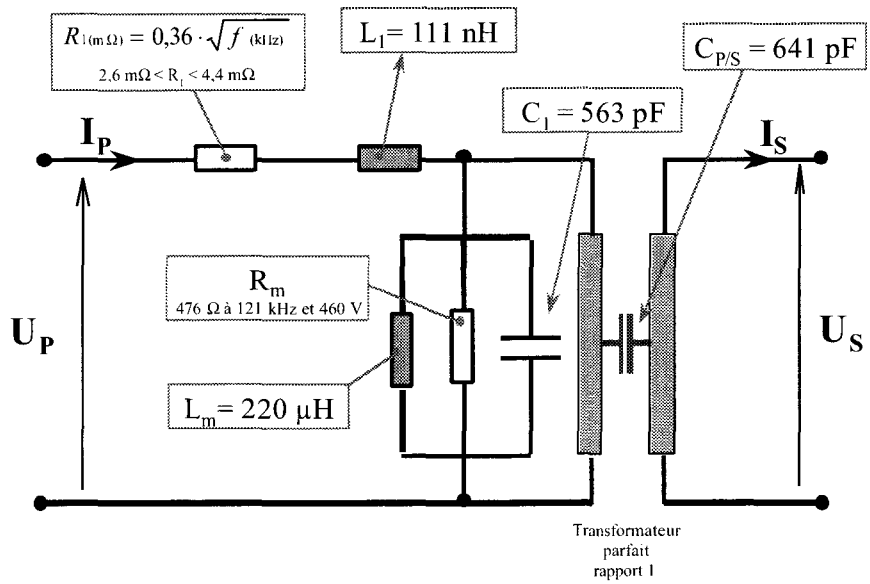 R1(mΩ) = 0,36 · √f (kHz)
2,6 mΩ < R1 < 4,4 mΩ
L1= 111 nH
CP/S = 641 pF
C1 = 563 pF
IP
IS
Rm
476 Ω à 121 kHz et 460 V
UP
US
Lm= 220 µH
Transformateur
parfait
rapport 1